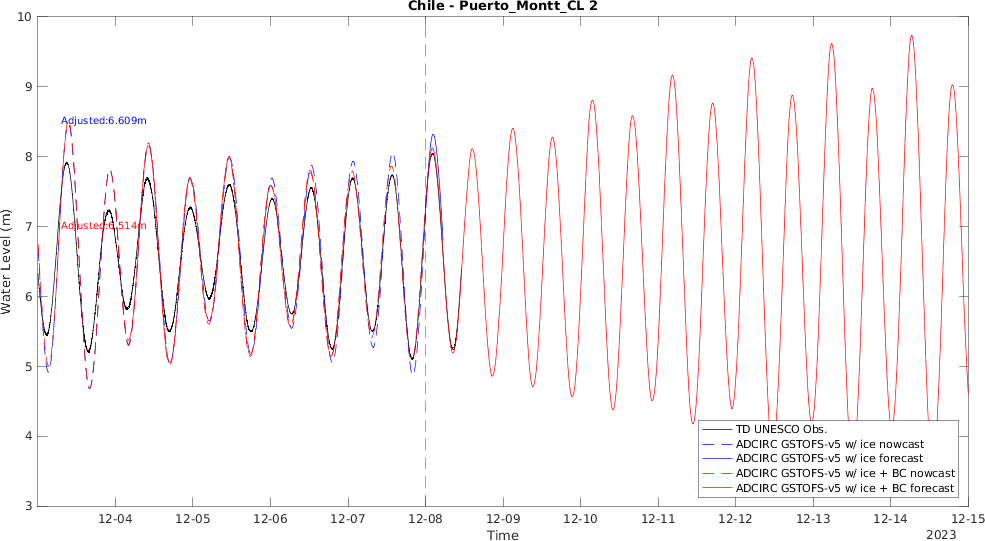 Chile - Puerto_Montt_CL 2
10
9
8
7
6
5
4
3
Water Level (m)
Adjusted:6.609m
Adjusted:6.514m
TD UNESCO Obs.
ADCIRC GSTOFS-v5 w/ ice nowcast
ADCIRC GSTOFS-v5 w/ ice forecast
ADCIRC GSTOFS-v5 w/ ice + BC nowcast
ADCIRC GSTOFS-v5 w/ ice + BC forecast
12-04 12-05 12-06 12-07 12-08 12-09 12-10 12-11 12-12 12-13 12-14 12-15
Time
2023